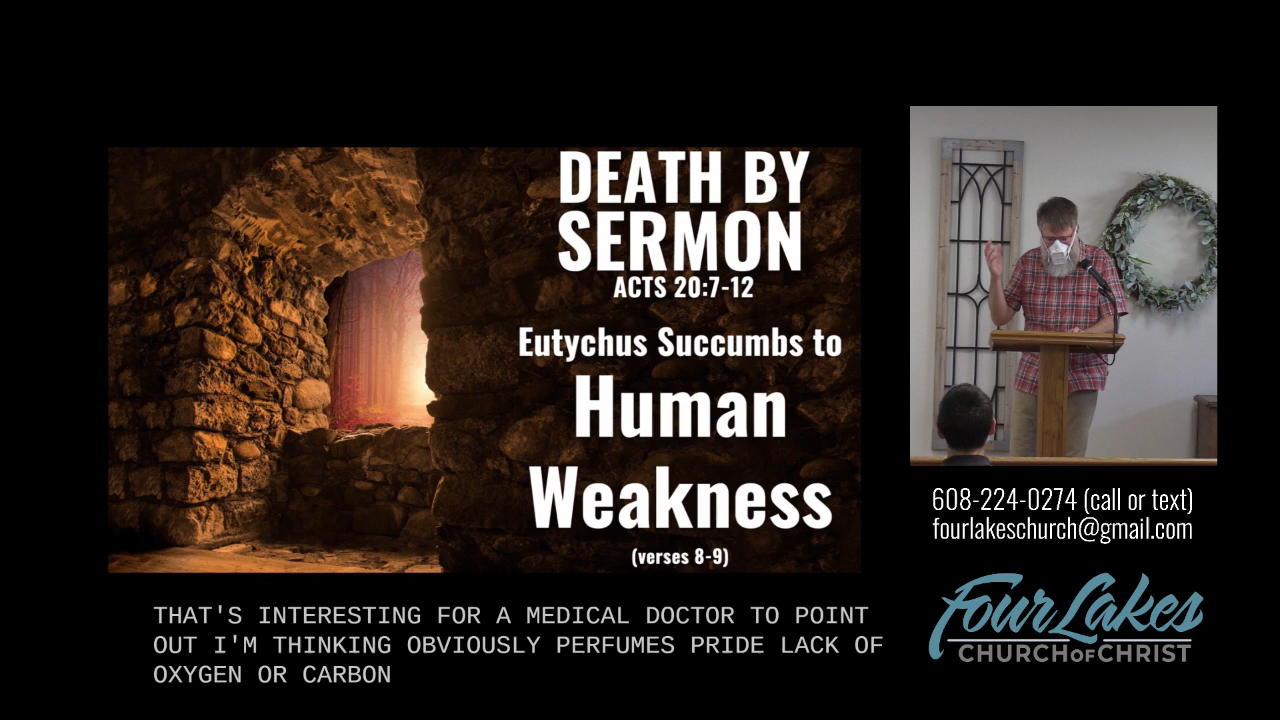 DEATH BY
SERMON
ACTS 20:7-12
Eutychus Succumbs to
Human
Weakness
(verses 8-9)
THAT'S INTERESTING FOR A MEDICAL DOCTOR TO POINT
OUT I'M THINKING OBVIOUSLY PERFUMES PRIDE LACK OF
OXYGEN OR CARBON
608-224-0274 (call or text)
fourlakeschurch@gmail.com
Four Lakes
CHURCH OF CHRIST